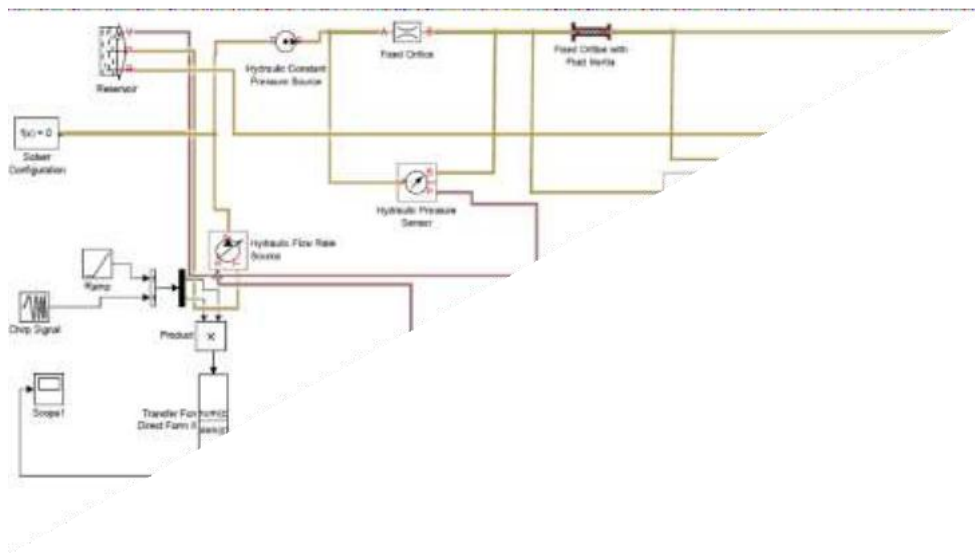 Reservoir
Hydraulic Constant
Pressure Source
A
B
Fixed Orifice
Fixed Orifice with
Fluid Inertia
f(x) = 0
Solver
Configuration
Hydraulic Pressure
Sensor
Hydraulic Flow Rate
Source
Ramp
Chirp Signal
Product
×
Scope1
Transfer Fcn
Direct Form II